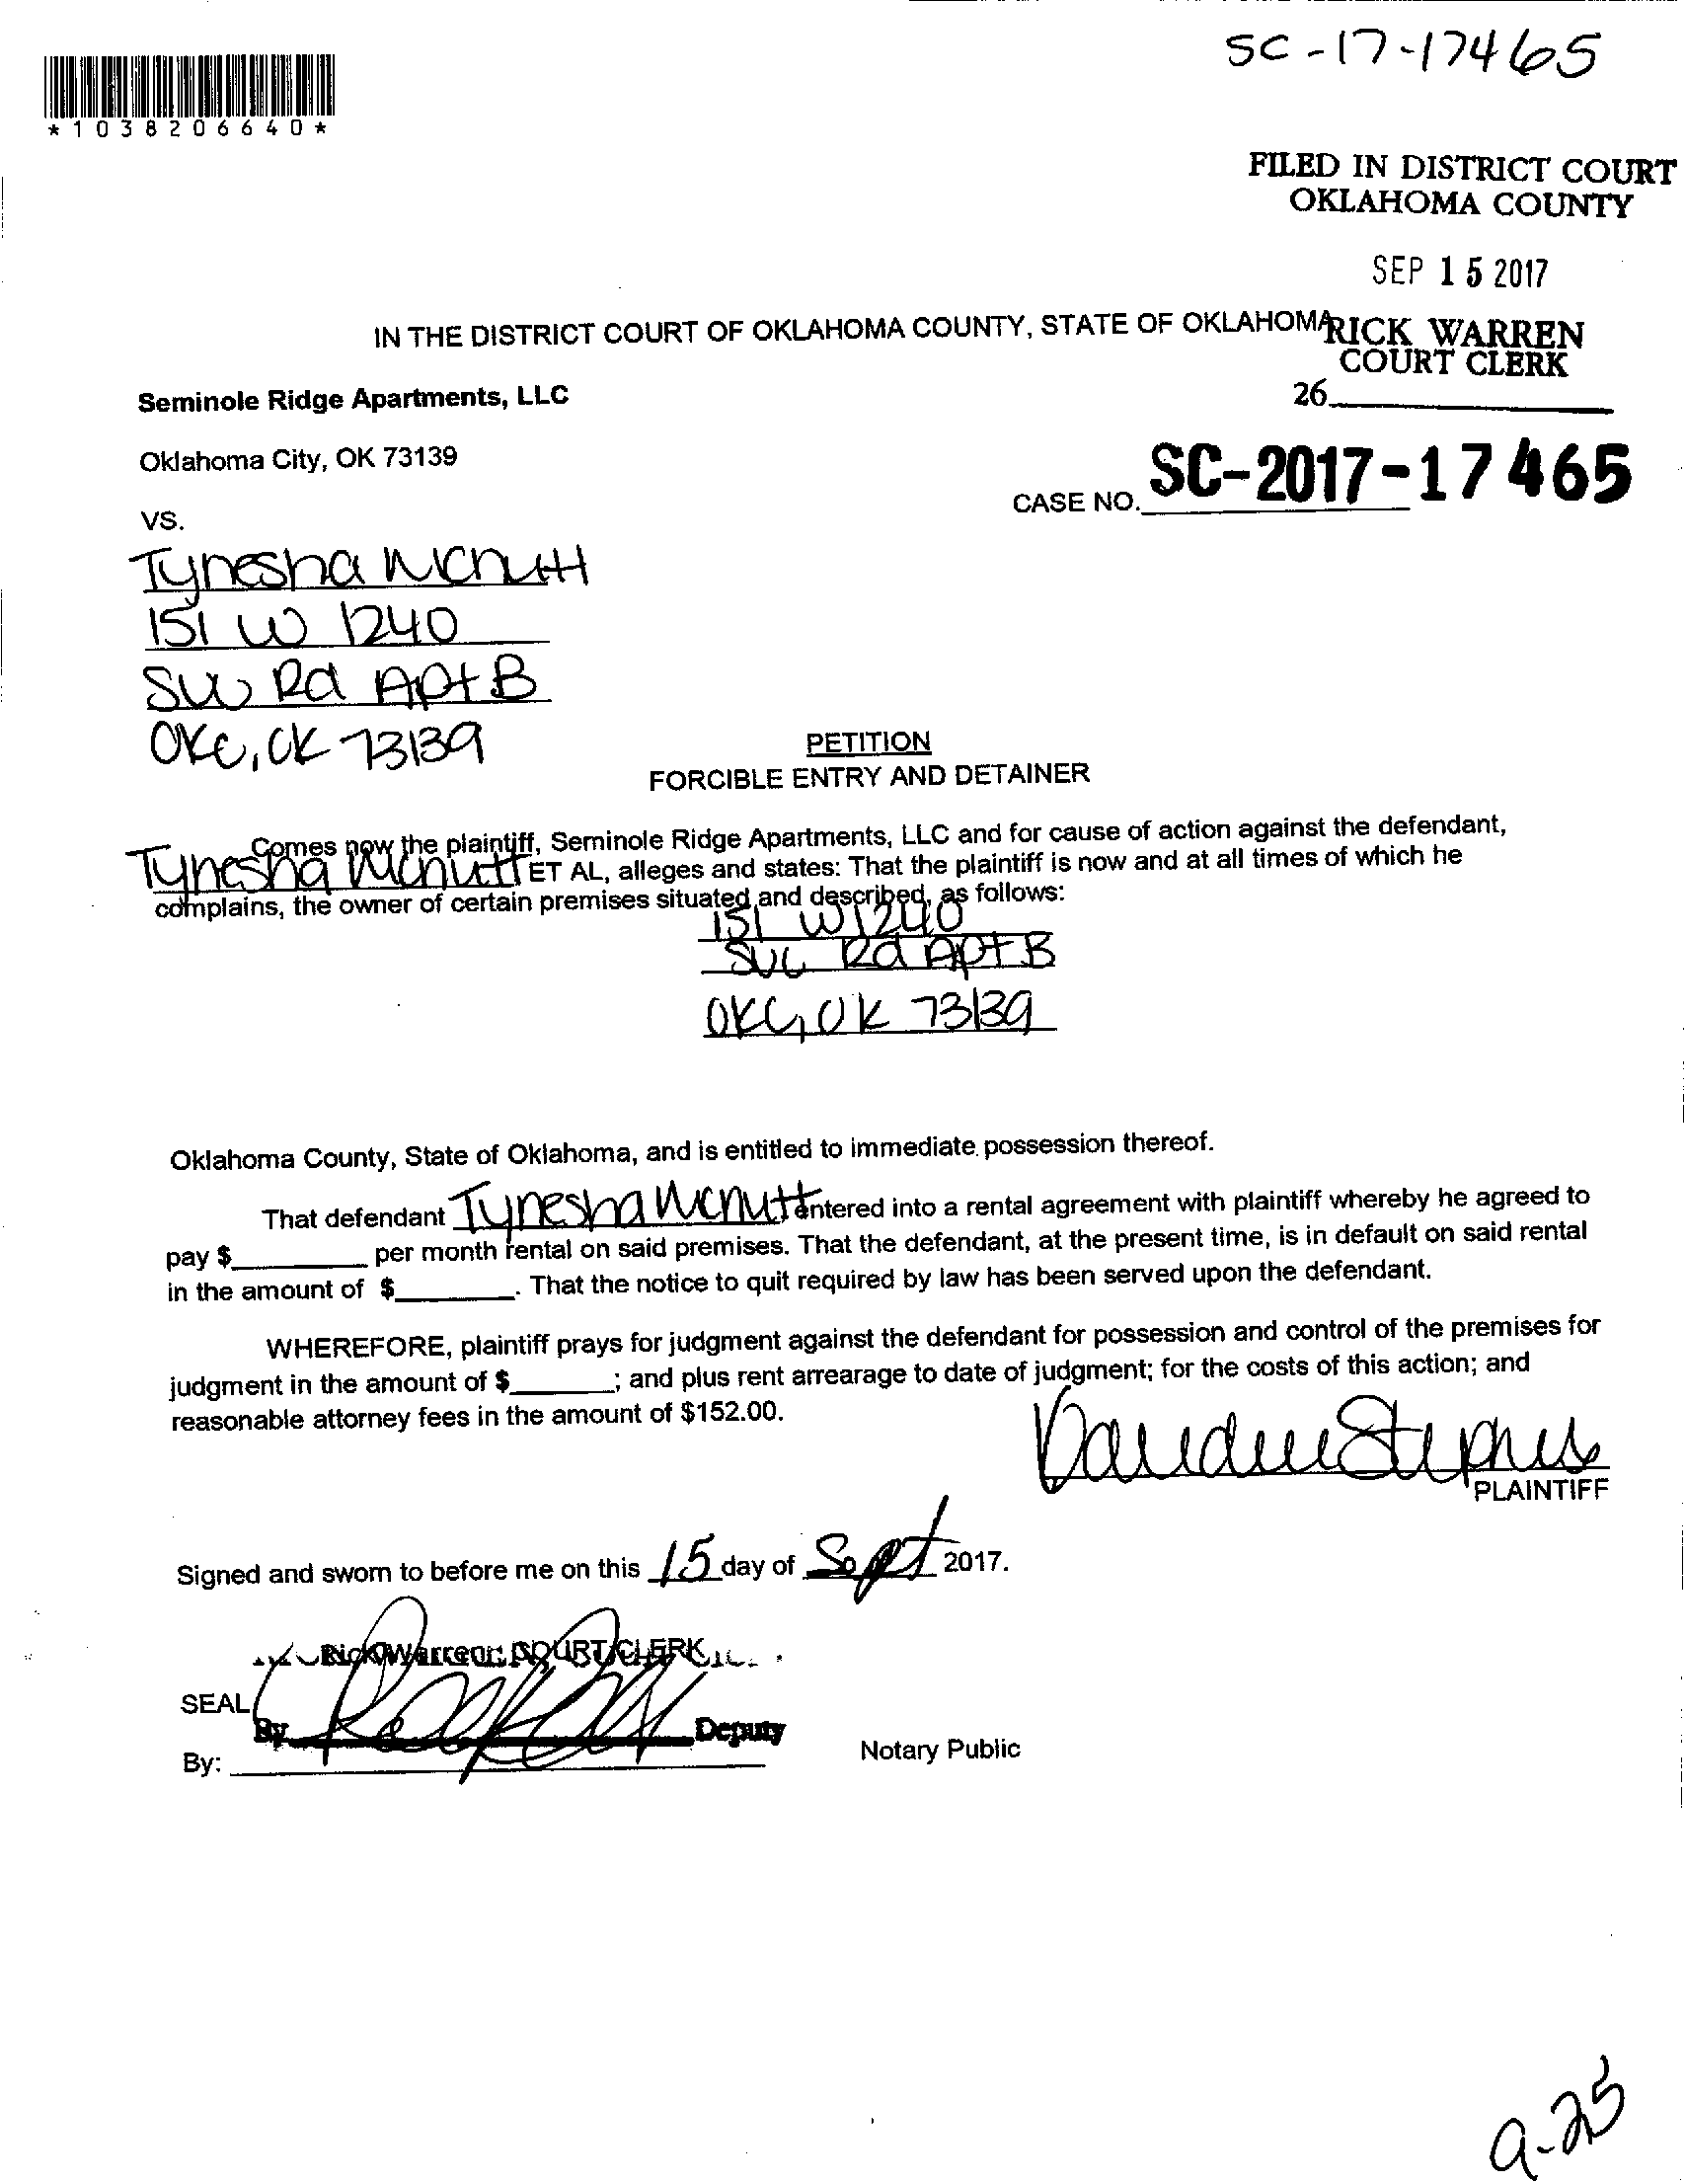 SC-17-17465
*1038206640*
FILED IN DISTRICT COURT
OKLAHOMA COUNTY
SEP 15 2017
IN THE DISTRICT COURT OF OKLAHOMA COUNTY, STATE OF OKLAHOMA
RICK WARREN
COURT CLERK
26
Seminole Ridge Apartments, LLC
Oklahoma City, OK 73139
CASE NO. SC-2017-17465
VS.
Tynesha Mcnutt
151 W 1240
SW Rd Apt B
OKC, OK 73139
PETITION
FORCIBLE ENTRY AND DETAINER
Comes now the plaintiff, Seminole Ridge Apartments, LLC and for cause of action against the defendant,
Tynesha Mcnutt ET AL, alleges and states: That the plaintiff is now and at all times of which he
complains, the owner of certain premises situated and described, as follows:
151 W 1240
Rd Apt B
OKC, OK 73139
Oklahoma County, State of Oklahoma, and is entitled to immediate possession thereof.
That defendant Tynesha Mcnutt entered into a rental agreement with plaintiff whereby he agreed to
pay $________ per month rental on said premises. That the defendant, at the present time, is in default on said rental
in the amount of $________. That the notice to quit required by law has been served upon the defendant.
WHEREFORE, plaintiff prays for judgment against the defendant for possession and control of the premises for
judgment in the amount of $______; and plus rent arrearage to date of judgment; for the costs of this action; and
reasonable attorney fees in the amount of $152.00.
PLAINTIFF
Signed and sworn to before me on this 15 day of Sept 2017.
Rick Warren, COURT CLERK
SEAL
By Deputy
By: Notary Public
9-25